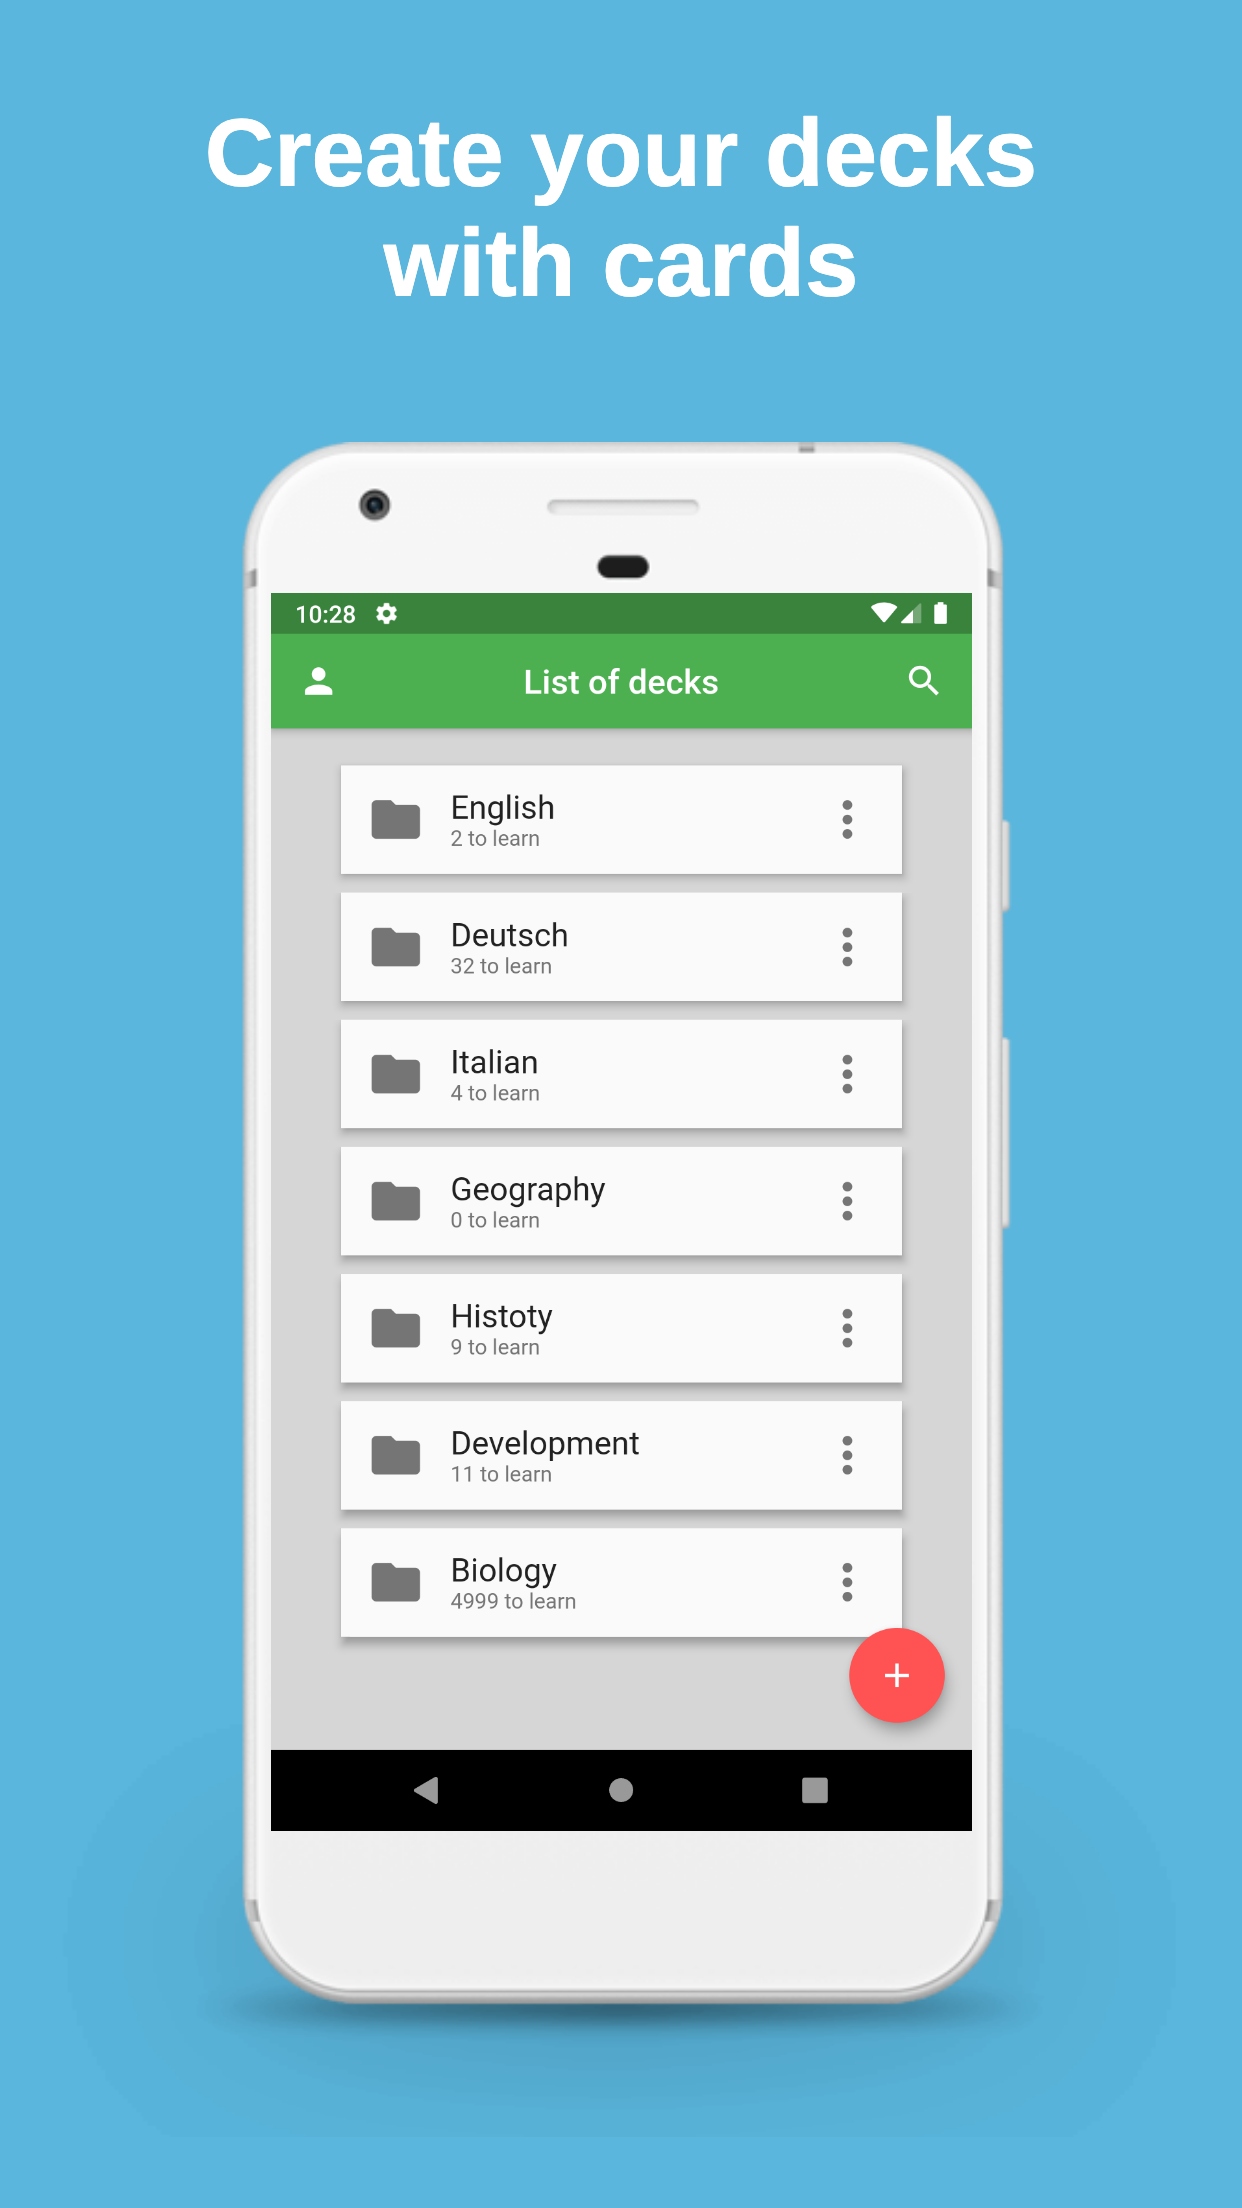 Create your decks
with cards
10:28
List of decks
English
2 to learn
Deutsch
32 to learn
Italian
4 to learn
Geography
0 to learn
Histoty
9 to learn
Development
11 to learn
Biology
4999 to learn